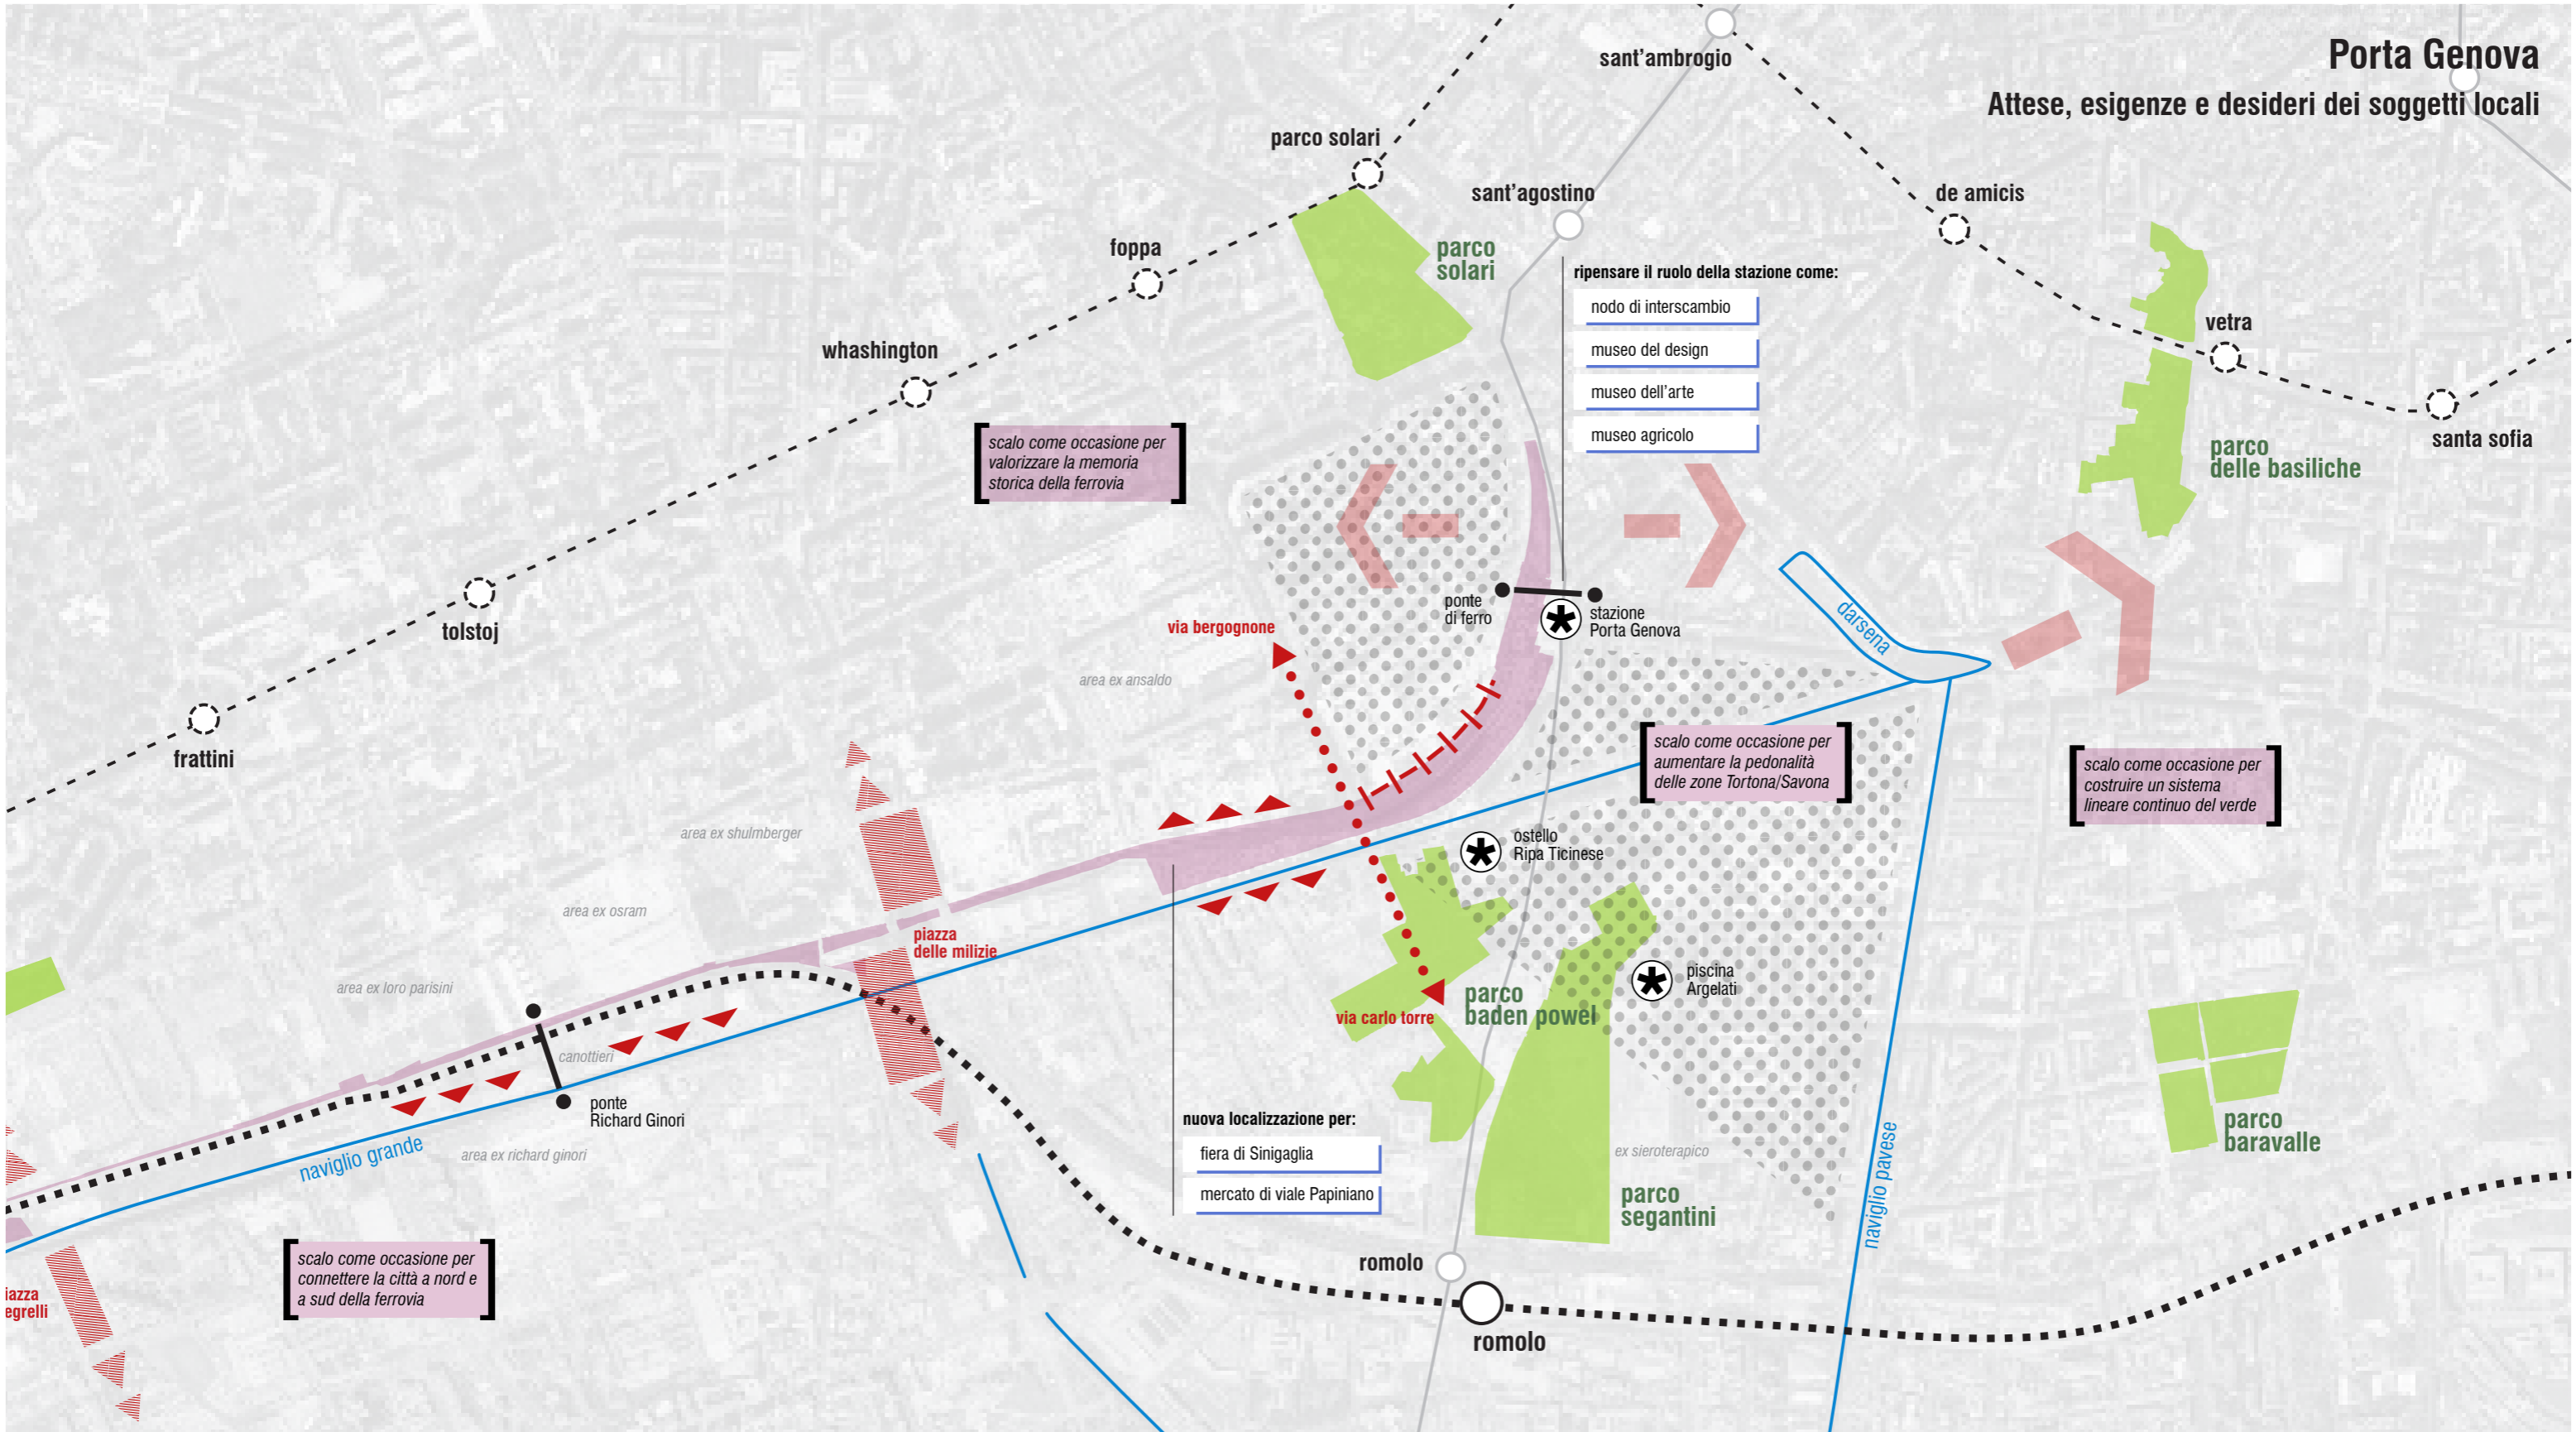 Porta Genova
Attese, esigenze e desideri dei soggetti locali
sant'ambrogio
parco solari
sant'agostino
de amicis
foppa
parco
solari
ripensare il ruolo della stazione come:
nodo di interscambio
museo del design
museo dell'arte
museo agricolo
vetra
whashington
santa sofia
parco
delle basiliche
scalo come occasione per
valorizzare la memoria
storica della ferrovia
ponte
di ferro
stazione
Porta Genova
darsena
tolstoj
via bergognone
area ex ansaldo
frattini
scalo come occasione per
aumentare la pedonalità
delle zone Tortona/Savona
scalo come occasione per
costruire un sistema
lineare continuo del verde
area ex shulmberger
ostello
Ripa Ticinese
area ex osram
piazza
delle milizie
area ex loro parisini
piscina
Argelati
parco
baden powel
via carlo torre
canottieri
ponte
Richard Ginori
naviglio grande
area ex richard ginori
nuova localizzazione per:
fiera di Sinigaglia
mercato di viale Papiniano
ex sieroterapico
parco
segantini
naviglio pavese
parco
baravalle
scalo come occasione per
connettere la città a nord e
a sud della ferrovia
iazza
egrelli
romolo
romolo